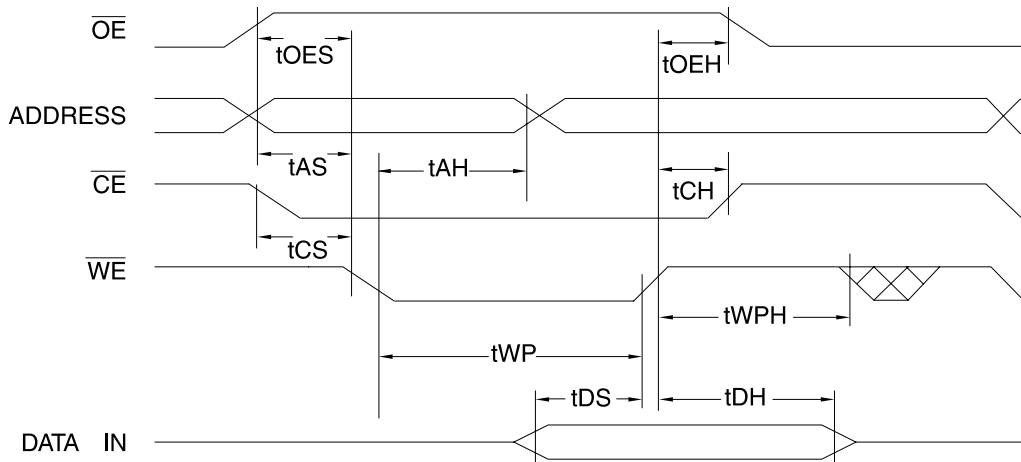 OE
tOES
tOEH
ADDRESS
tAS
tAH
CE
tCH
tCS
WE
tWPH
tWP
tDS
tDH
DATA IN